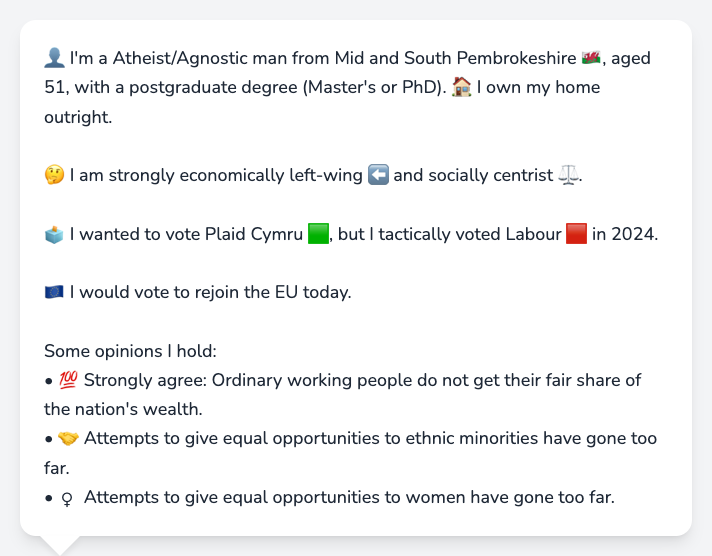 👤 I'm a Atheist/Agnostic man from Mid and South Pembrokeshire 🏴󠁧󠁢󠁷󠁬󠁳󠁿, aged
51, with a postgraduate degree (Master's or PhD). 🏠 I own my home
outright.
🤔 I am strongly economically left-wing ⬅️ and socially centrist ⚖️.
🗳️ I wanted to vote Plaid Cymru 🟩, but I tactically voted Labour 🟥 in 2024.
🇪🇺 I would vote to rejoin the EU today.
Some opinions I hold:
• 💯 Strongly agree: Ordinary working people do not get their fair share of
the nation's wealth.
• 🤝 Attempts to give equal opportunities to ethnic minorities have gone too
far.
• ♀ Attempts to give equal opportunities to women have gone too far.